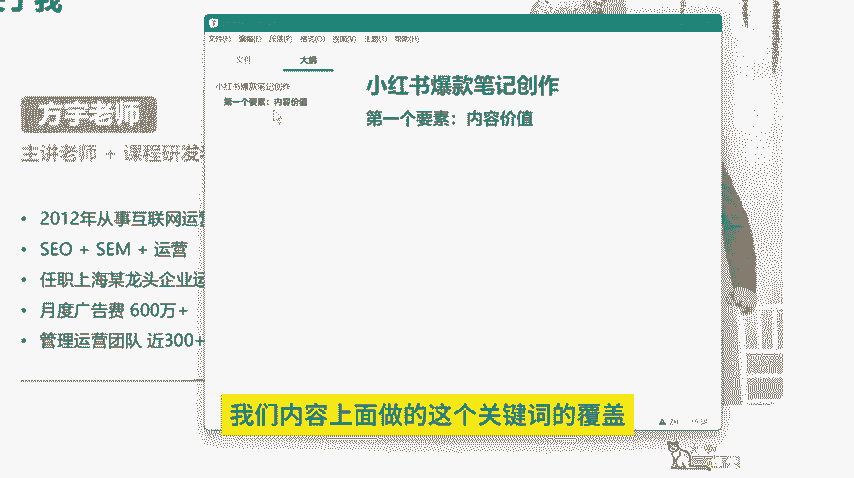 方宇老师
主讲老师 + 课程研发
• 2012年从事互联网运营
• SEO + SEM + 运营
• 任职上海某龙头企业运
• 月度广告费 600万+
• 管理运营团队 近300+
文件(F) 编辑(E) 段落(P) 格式(O) 视图(V) 主题(T) 帮助(H)
文件 大纲
小红书爆款笔记创作
第一个要素：内容价值
小红书爆款笔记创作
第一个要素：内容价值
我们内容上面做的这个关键词的覆盖